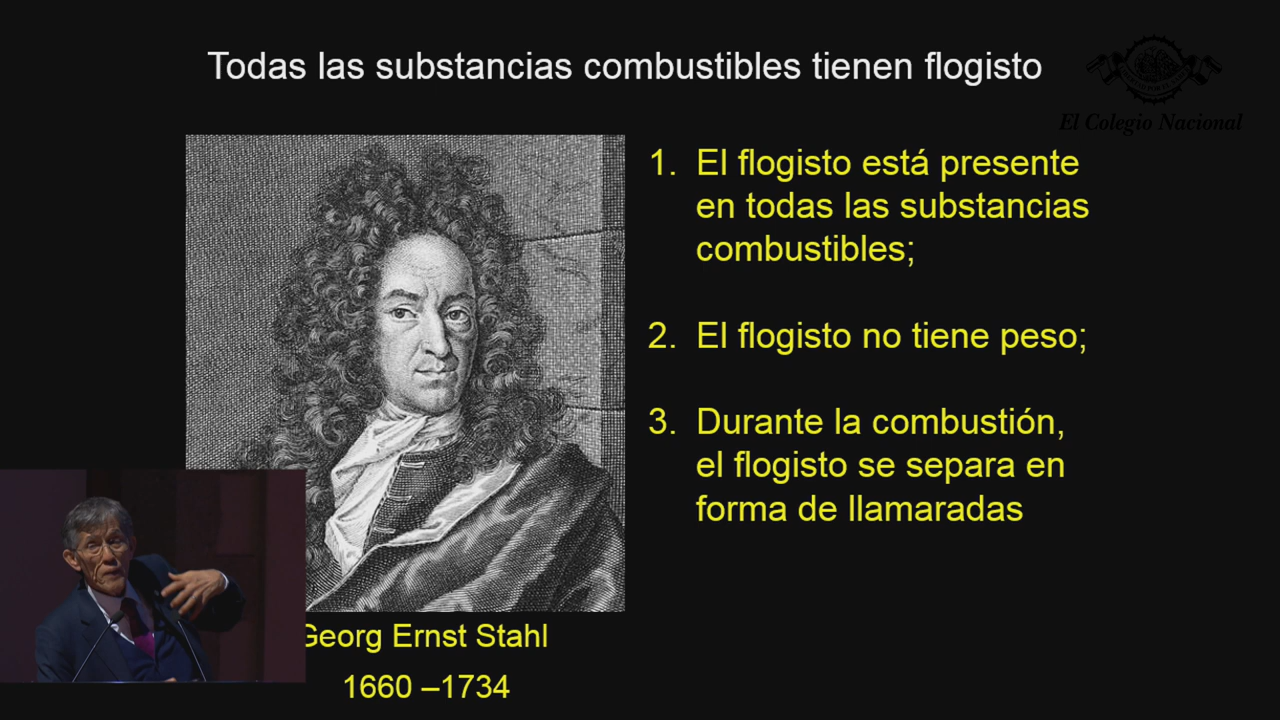 Todas las substancias combustibles tienen flogisto
El Colegio Nacional
1. El flogisto está presente
en todas las substancias
combustibles;
2. El flogisto no tiene peso;
3. Durante la combustión,
el flogisto se separa en
forma de llamaradas
Georg Ernst Stahl
1660 –1734